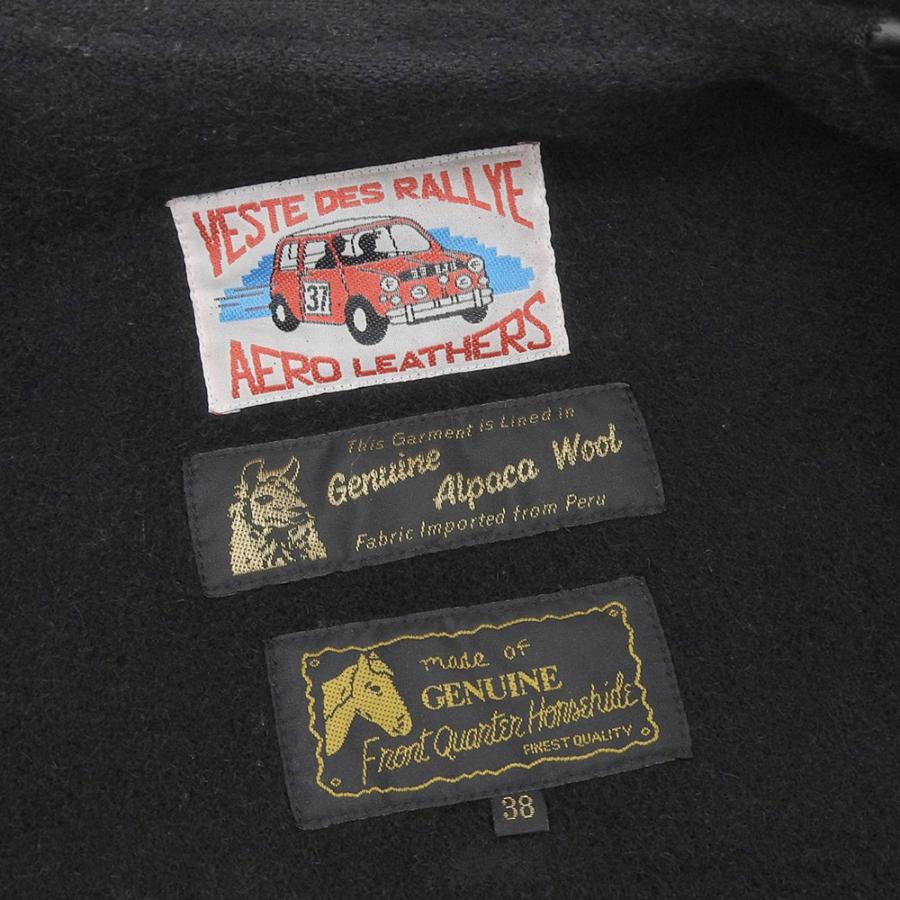 VESTE DES RALLYE
37
AERO LEATHERS
This Garment is Lined in
Genuine
Alpaca Wool
Fabric Imported from Peru
made of
GENUINE
Front Quarter Horsehide
FINEST QUALITY
38